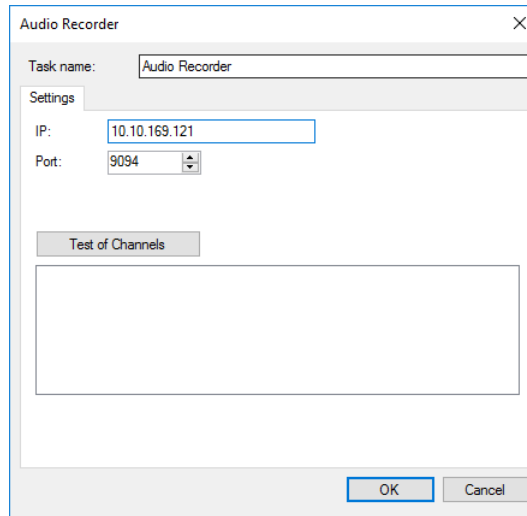 Audio Recorder
Task name: Audio Recorder
Settings
IP: 10.10.169.121
Port: 9094
Test of Channels
OK Cancel